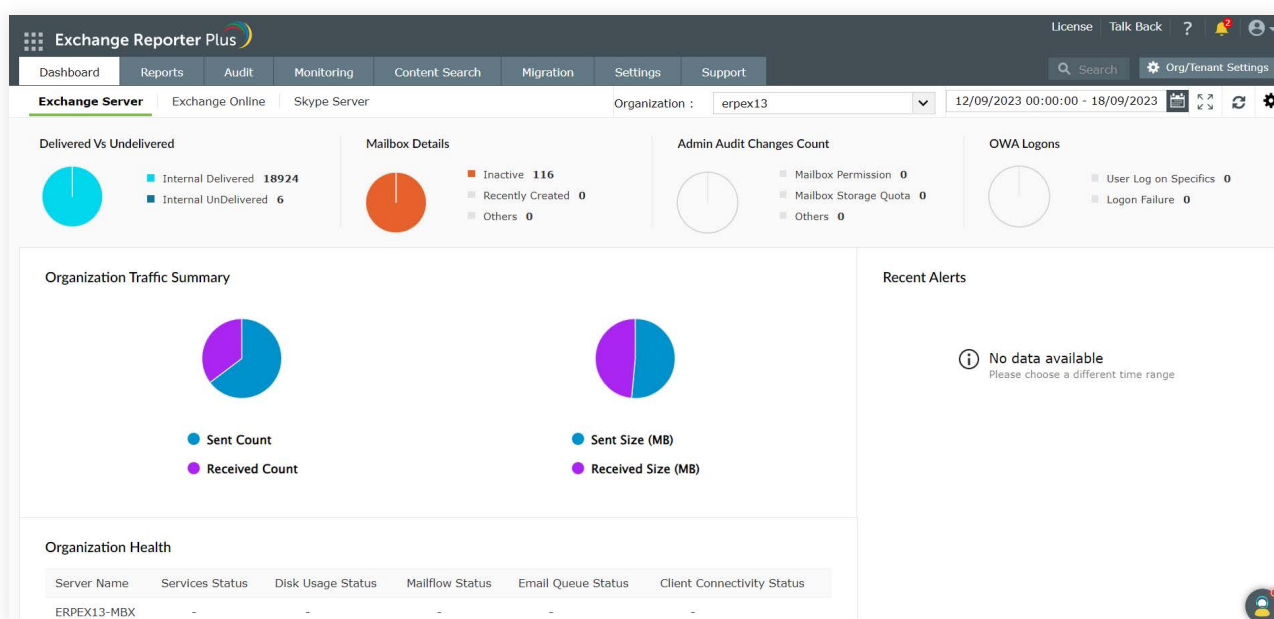 License Talk Back ? 2
Exchange Reporter Plus
Dashboard Reports Audit Monitoring Content Search Migration Settings Support
Search Org/Tenant Settings
Exchange Server Exchange Online Skype Server
Organization : erpex13 12/09/2023 00:00:00 - 18/09/2023
Delivered Vs Undelivered
Internal Delivered 18924
Internal UnDelivered 6
Mailbox Details
Inactive 116
Recently Created 0
Others 0
Admin Audit Changes Count
Mailbox Permission 0
Mailbox Storage Quota 0
Others 0
OWA Logons
User Log on Specifics 0
Logon Failure 0
Organization Traffic Summary
Sent Count
Received Count
Sent Size (MB)
Received Size (MB)
Recent Alerts
No data available
Please choose a different time range
Organization Health
Server Name Services Status Disk Usage Status Mailflow Status Email Queue Status Client Connectivity Status
ERPEX13-MBX - - - - -